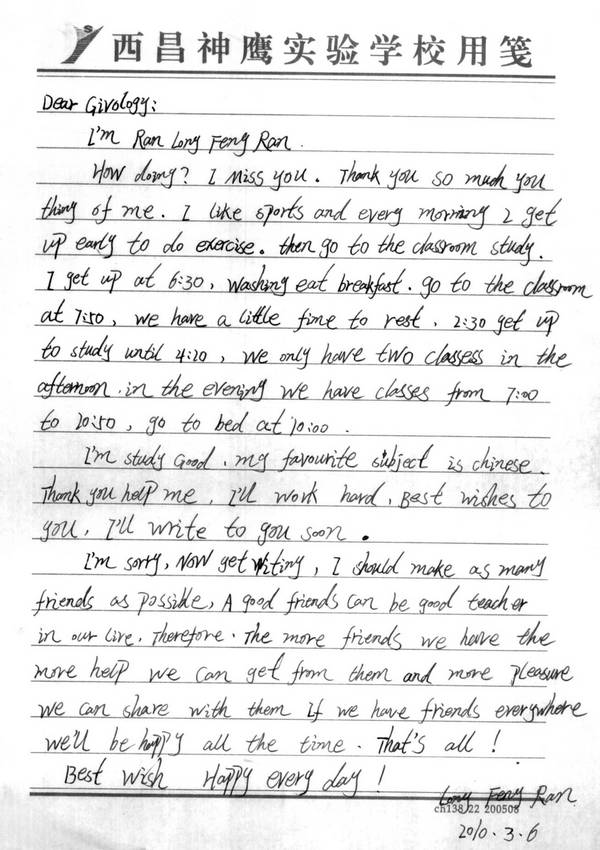 西昌神鹰实验学校用笺
Dear Givology:
I'm Ran Long Feng Ran.
How doing? I miss you. Thank you so much you
thing of me. I like sports and every morning I get
up early to do exercise. then go to the classroom study.
I get up at 6:30, washing eat breakfast. go to the classroom
at 7:50, we have a little time to rest, 2:30 get up
to study until 4:20, we only have two classess in the
afternoon. in the evening we have classes from 7:00
to 20:50, go to bed at 10:00.
I'm study Good. my favourite subject is chinese.
Thank you help me, I'll work hard, Best wishes to
you, I'll write to you soon.
I'm sorry, Now get writing, I should make as many
friends as possible, A good friends can be good teacher
in our live. Therefore. The more friends we have the
more help we can get from them and more pleasure
we can share with them if we have friends everywhere
we'll be happy all the time. That's all!
Best Wish Happy every day!
Long Feng Ran
ch138/22 200508
2010.3.6